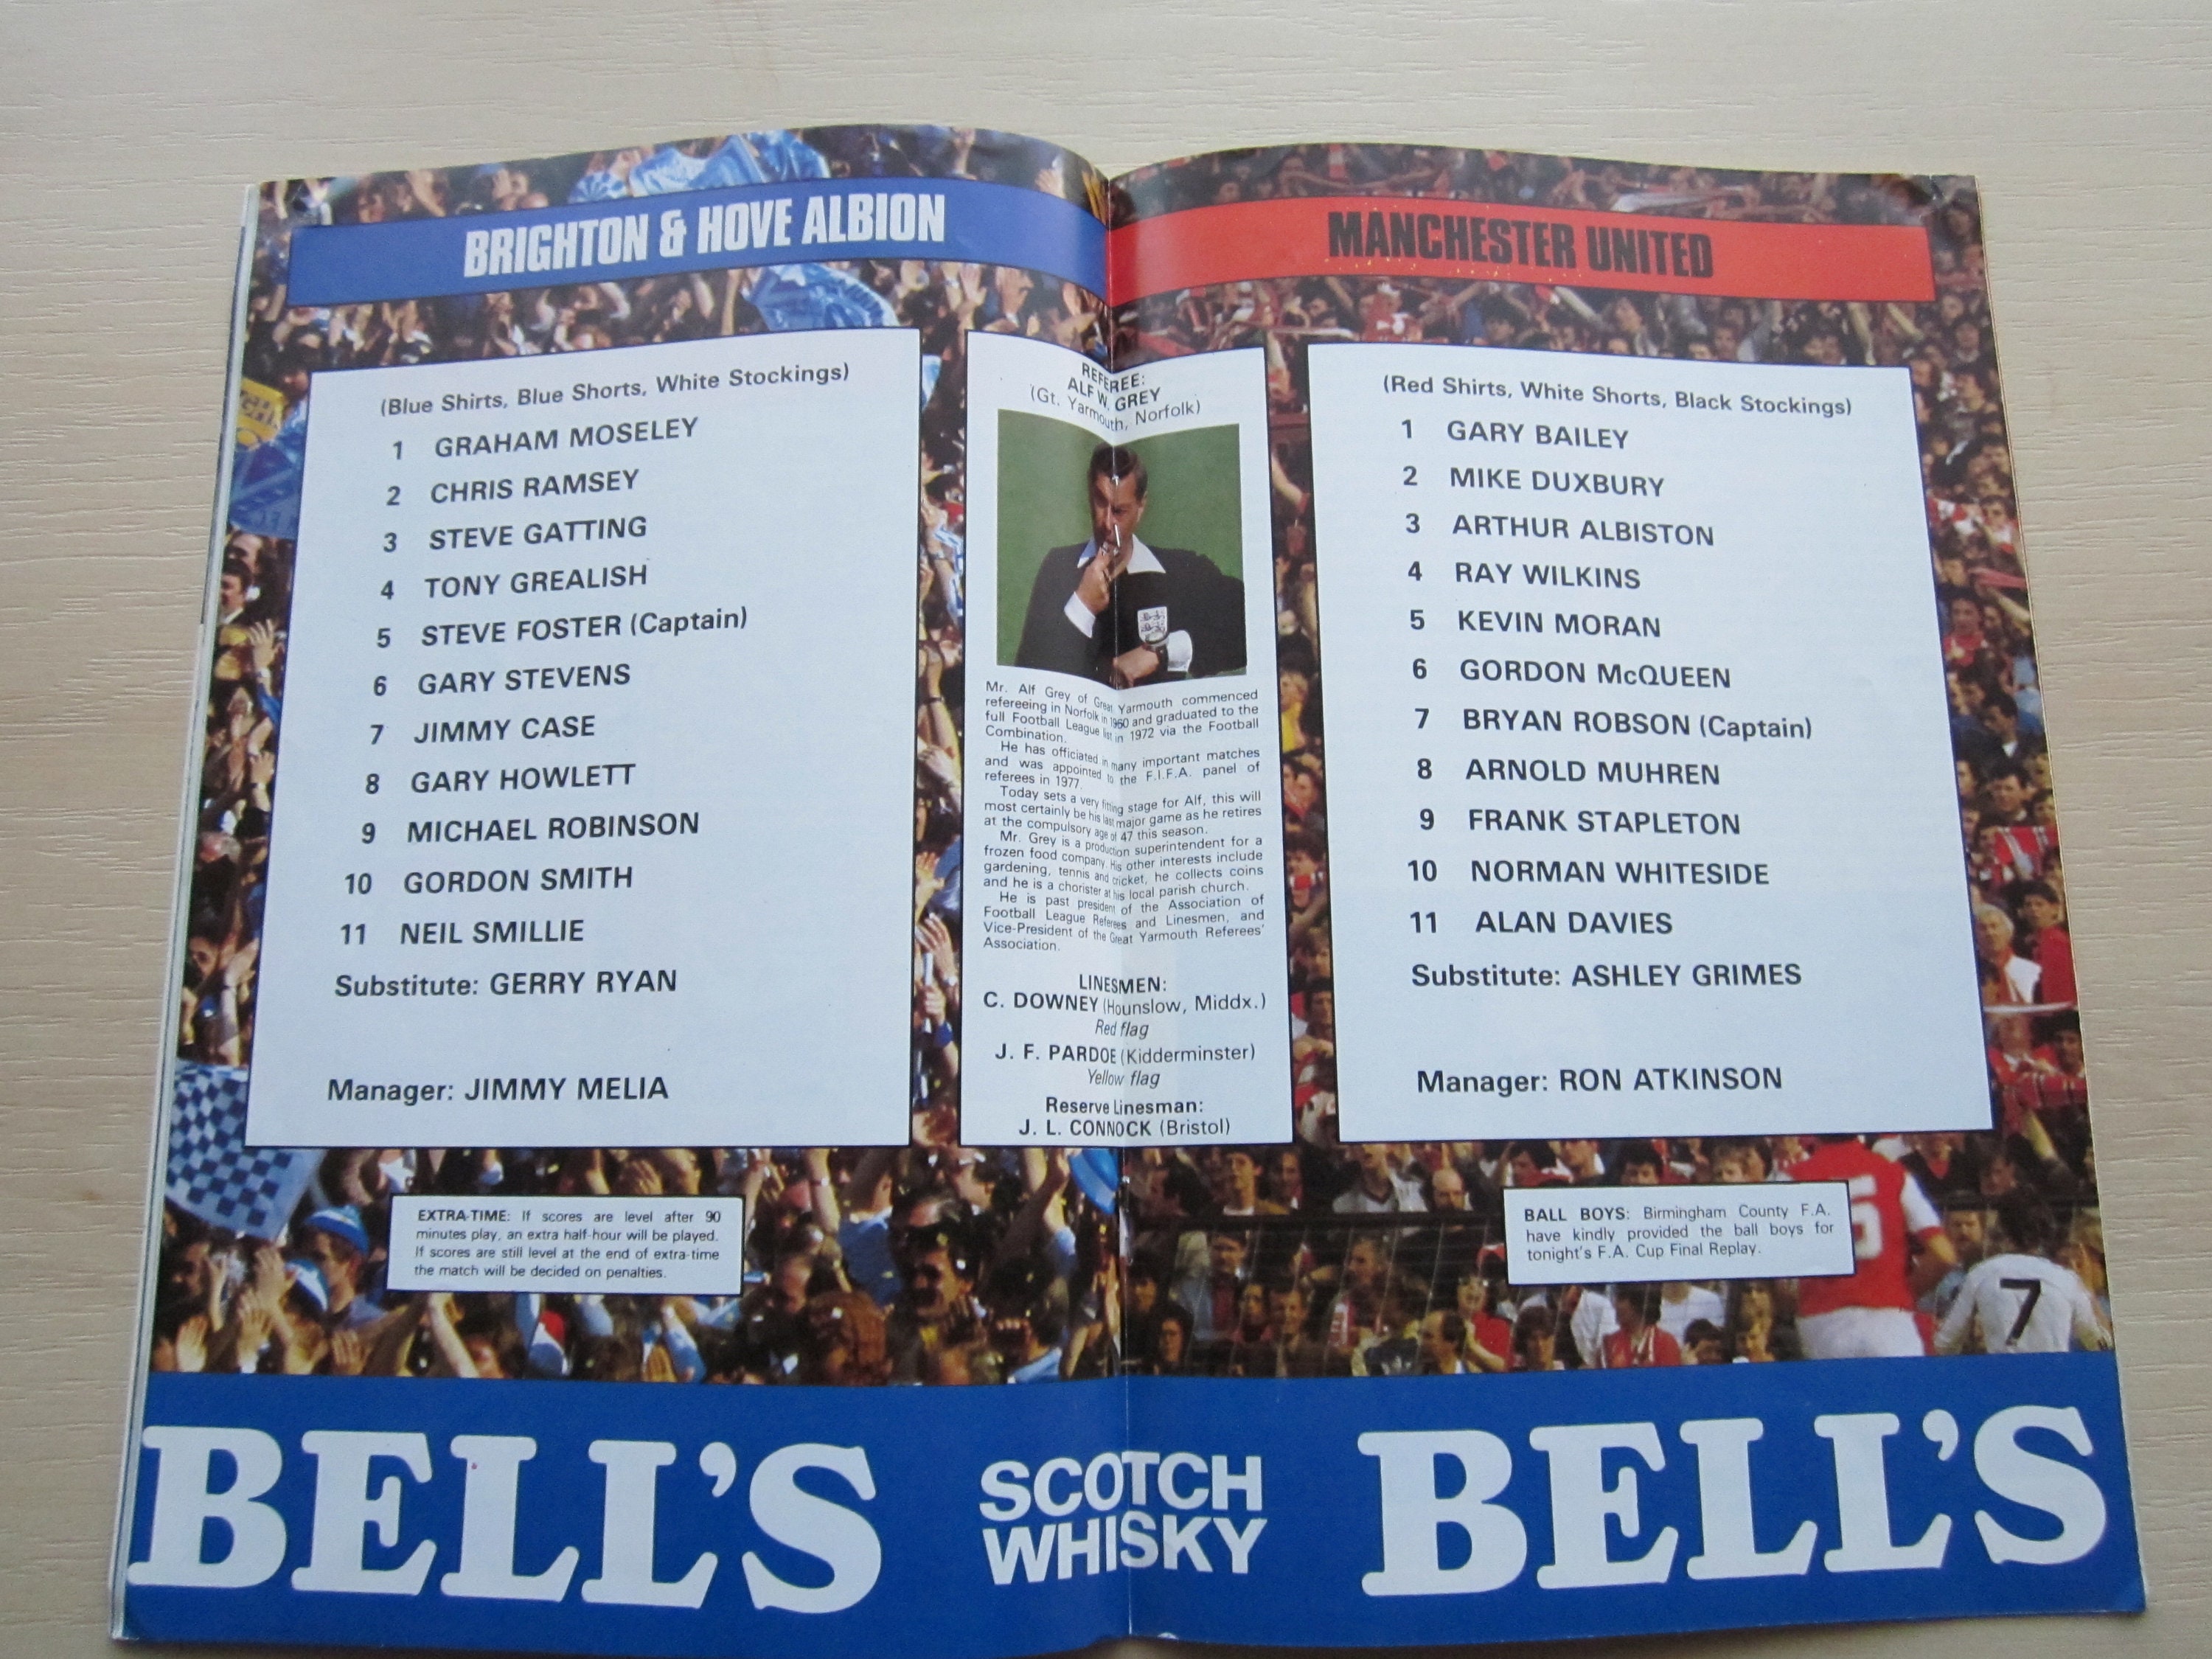 BRIGHTON & HOVE ALBION
(Blue Shirts, Blue Shorts, White Stockings)
1 GRAHAM MOSELEY
2 CHRIS RAMSEY
3 STEVE GATTING
4 TONY GREALISH
5 STEVE FOSTER (Captain)
6 GARY STEVENS
7 JIMMY CASE
8 GARY HOWLETT
9 MICHAEL ROBINSON
10 GORDON SMITH
11 NEIL SMILLIE
Substitute: GERRY RYAN
Manager: JIMMY MELIA
EXTRA-TIME: If scores are level after 90
minutes play, an extra half-hour will be played.
If scores are still level at the end of extra-time
the match will be decided on penalties.
REFEREE:
ALF W. GREY
(Gt. Yarmouth, Norfolk)
Mr. Alf Grey of Great Yarmouth commenced
refereeing in Norfolk in 1960 and graduated to the
full Football League list in 1972 via the Football
Combination.
He has officiated in many important matches
and was appointed to the F.I.F.A. panel of
referees in 1977.
Today sets a very fitting stage for Alf, this will
most certainly be his last major game as he retires
at the compulsory age of 47 this season.
Mr. Grey is a production superintendent for a
frozen food company. His other interests include
gardening, tennis and cricket, he collects coins
and he is a chorister at his local parish church.
He is past president of the Association of
Football League Referees and Linesmen, and
Vice-President of the Great Yarmouth Referees'
Association.
LINESMEN:
C. DOWNEY (Hounslow, Middx.)
Red flag
J. F. PARDOE (Kidderminster)
Yellow flag
Reserve Linesman:
J. L. CONNOCK (Bristol)
MANCHESTER UNITED
(Red Shirts, White Shorts, Black Stockings)
1 GARY BAILEY
2 MIKE DUXBURY
3 ARTHUR ALBISTON
4 RAY WILKINS
5 KEVIN MORAN
6 GORDON McQUEEN
7 BRYAN ROBSON (Captain)
8 ARNOLD MUHREN
9 FRANK STAPLETON
10 NORMAN WHITESIDE
11 ALAN DAVIES
Substitute: ASHLEY GRIMES
Manager: RON ATKINSON
BALL BOYS: Birmingham County F.A.
have kindly provided the ball boys for
tonight's F.A. Cup Final Replay.
5
7
BELL'S
SCOTCH
WHISKY
BELL'S